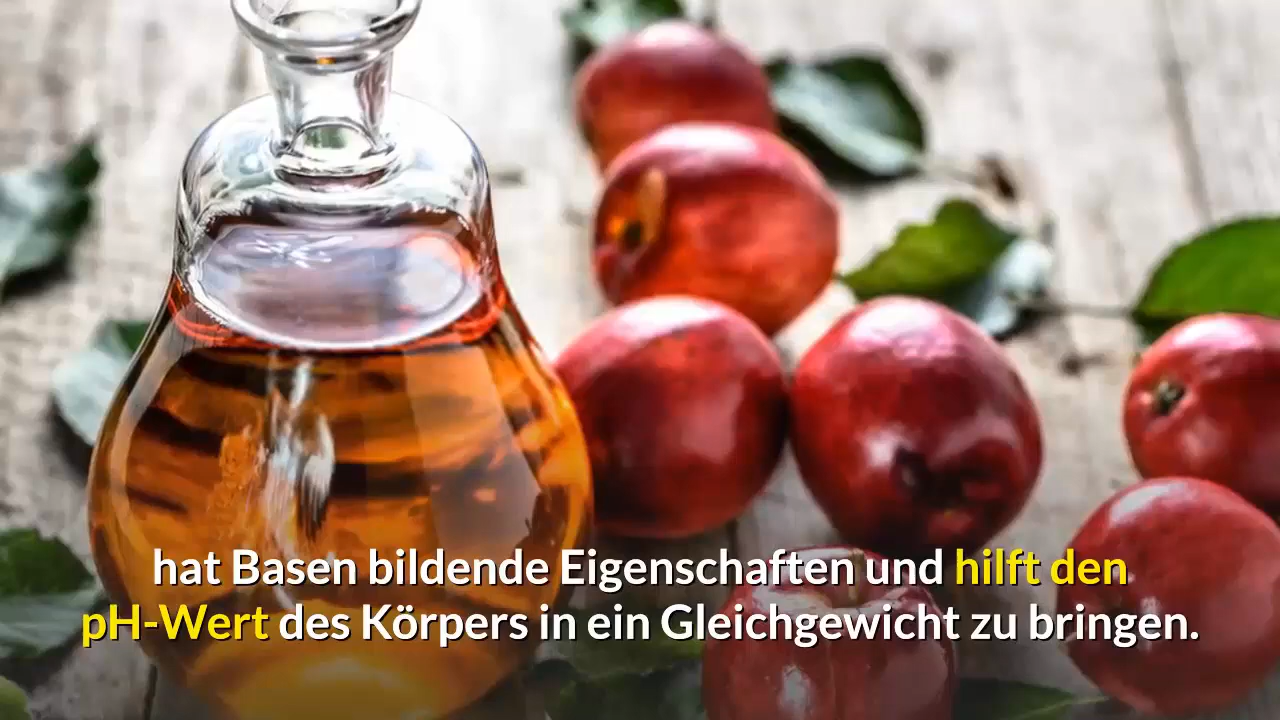 hat Basen bildende Eigenschaften und hilft den
pH-Wert des Körpers in ein Gleichgewicht zu bringen.